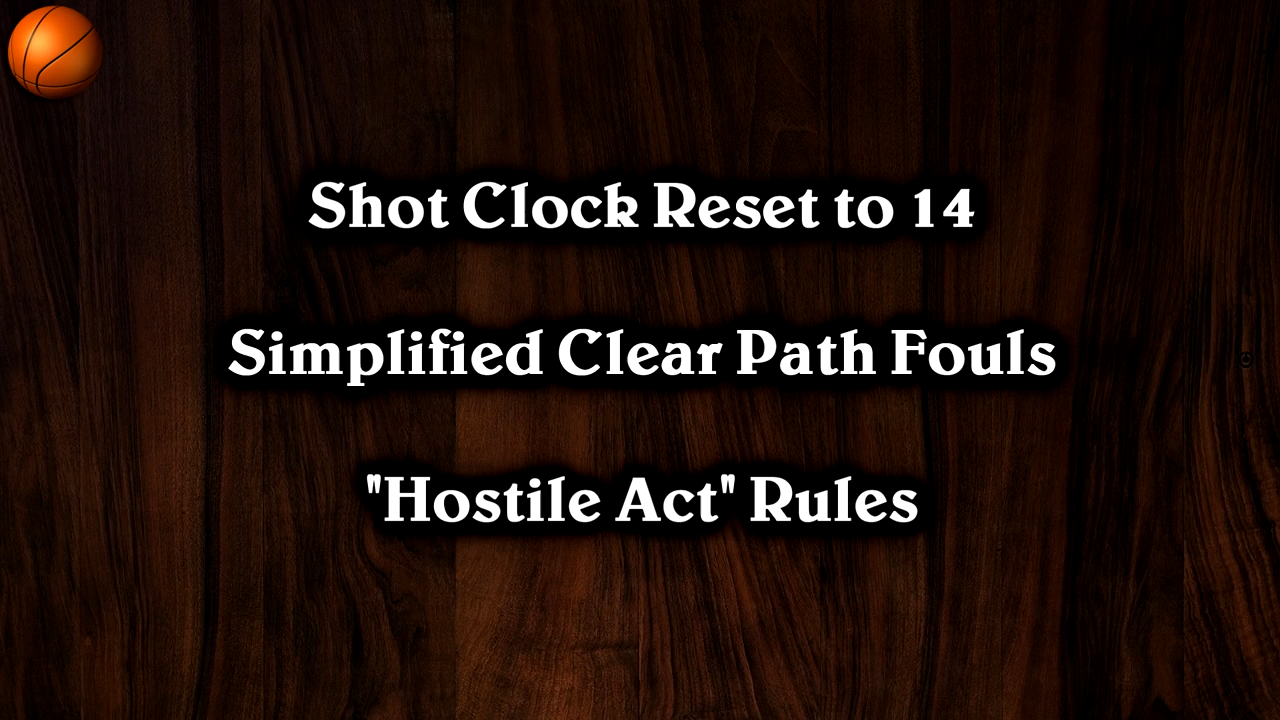 Shot Clock Reset to 14
Simplified Clear Path Fouls
"Hostile Act" Rules